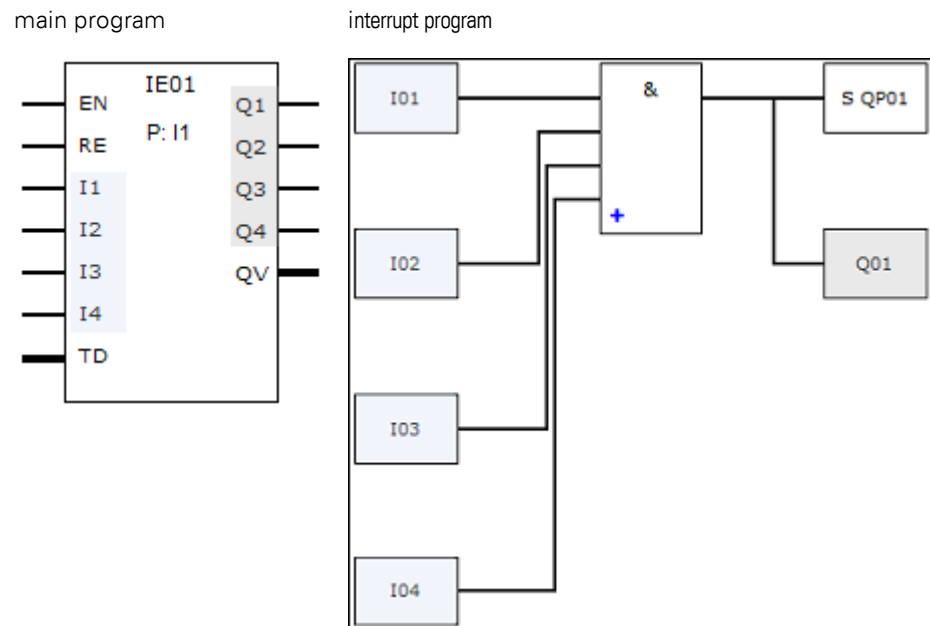 main program
interrupt program
IE01
P: I1
EN
RE
I1
I2
I3
I4
TD
Q1
Q2
Q3
Q4
QV
I01
&
+
S QP01
I02
Q01
I03
I04